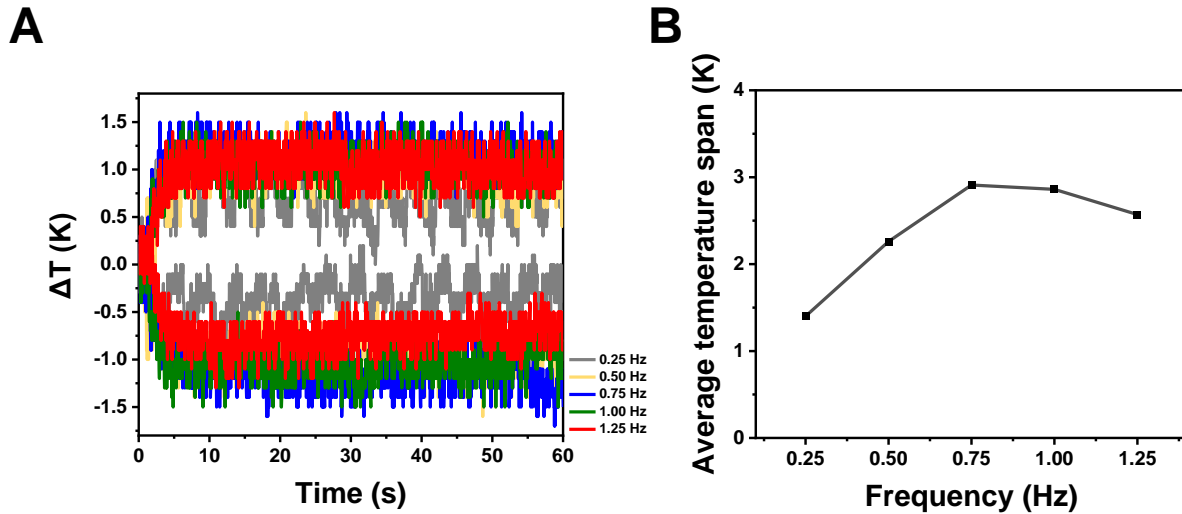 A
ΔT (K)
1.5
1.0
0.5
0.0
-0.5
-1.0
-1.5
0
10
20
30
40
50
60
Time (s)
0.25 Hz
0.50 Hz
0.75 Hz
1.00 Hz
1.25 Hz
B
Average temperature span (K)
4
3
2
1
0
0.25
0.50
0.75
1.00
1.25
Frequency (Hz)